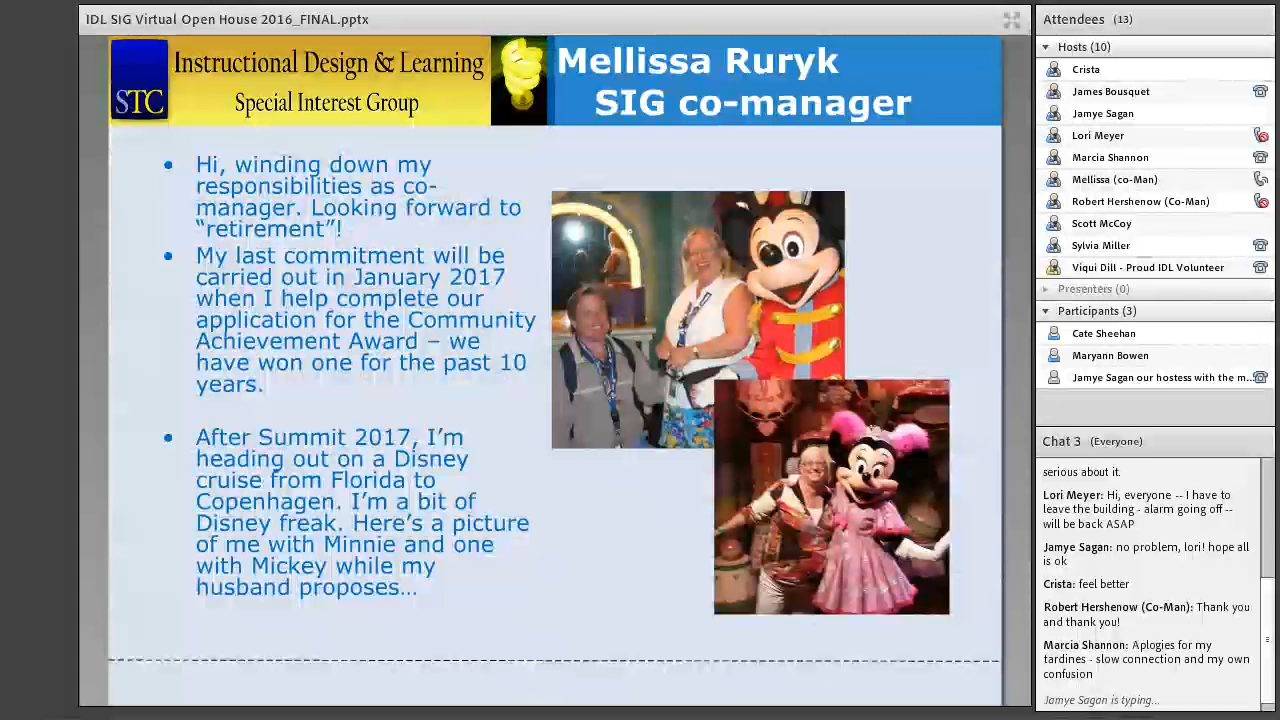 IDL SIG Virtual Open House 2016_FINAL.pptx
STC
Instructional Design & Learning
Special Interest Group
Mellissa Ruryk
SIG co-manager
• Hi, winding down my
responsibilities as co-
manager. Looking forward to
“retirement”!
• My last commitment will be
carried out in January 2017
when I help complete our
application for the Community
Achievement Award – we
have won one for the past 10
years.
• After Summit 2017, I’m
heading out on a Disney
cruise from Florida to
Copenhagen. I’m a bit of
Disney freak. Here’s a picture
of me with Minnie and one
with Mickey while my
husband proposes…
Attendees (13)
Hosts (10)
Crista
James Bousquet
Jamye Sagan
Lori Meyer
Marcia Shannon
Mellissa (co-Man)
Robert Hershenow (Co-Man)
Scott McCoy
Sylvia Miller
Viqui Dill - Proud IDL Volunteer
Presenters (0)
Participants (3)
Cate Sheehan
Maryann Bowen
Jamye Sagan our hostess with the m...
Chat 3 (Everyone)
serious about it.
Lori Meyer: Hi, everyone -- I have to
leave the building - alarm going off --
will be back ASAP
Jamye Sagan: no problem, lori! hope all
is ok
Crista: feel better
Robert Hershenow (Co-Man): Thank you
and thank you!
Marcia Shannon: Aplogies for my
tardines - slow connection and my own
confusion
Jamye Sagan is typing...